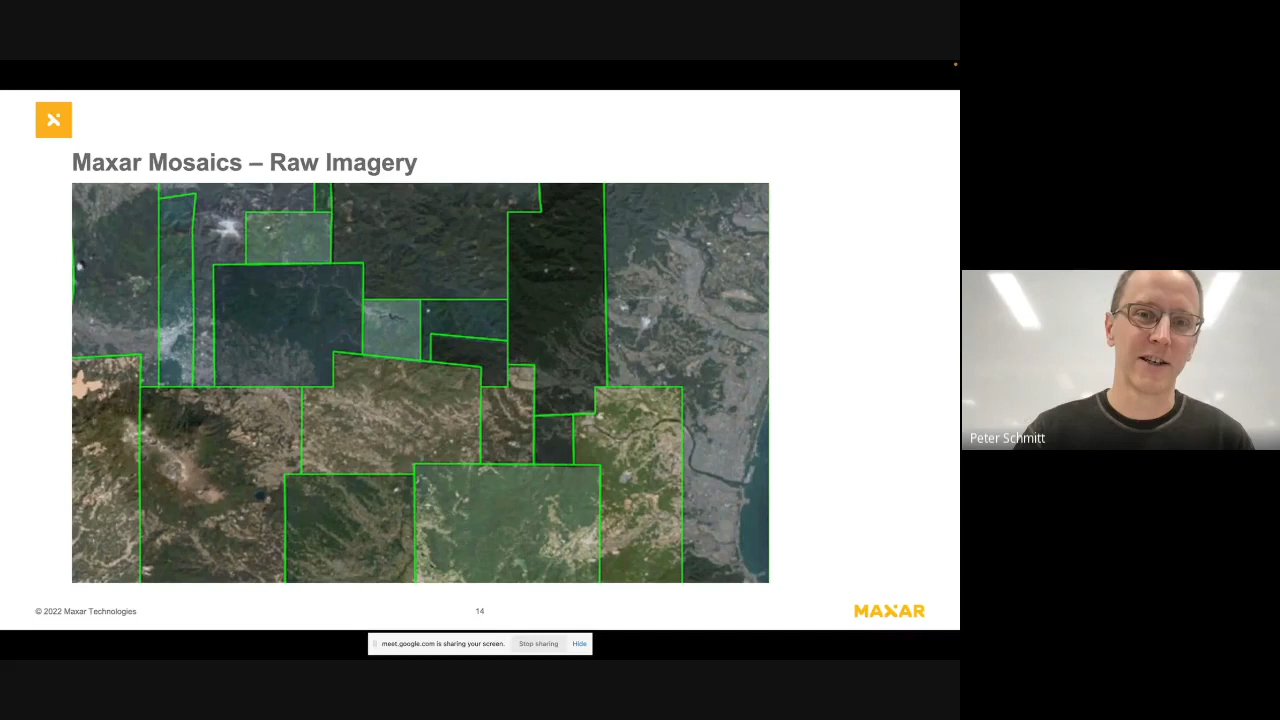 Maxar Mosaics – Raw Imagery
Peter Schmitt
© 2022 Maxar Technologies
14
MAXAR
meet.google.com is sharing your screen.
Stop sharing
Hide